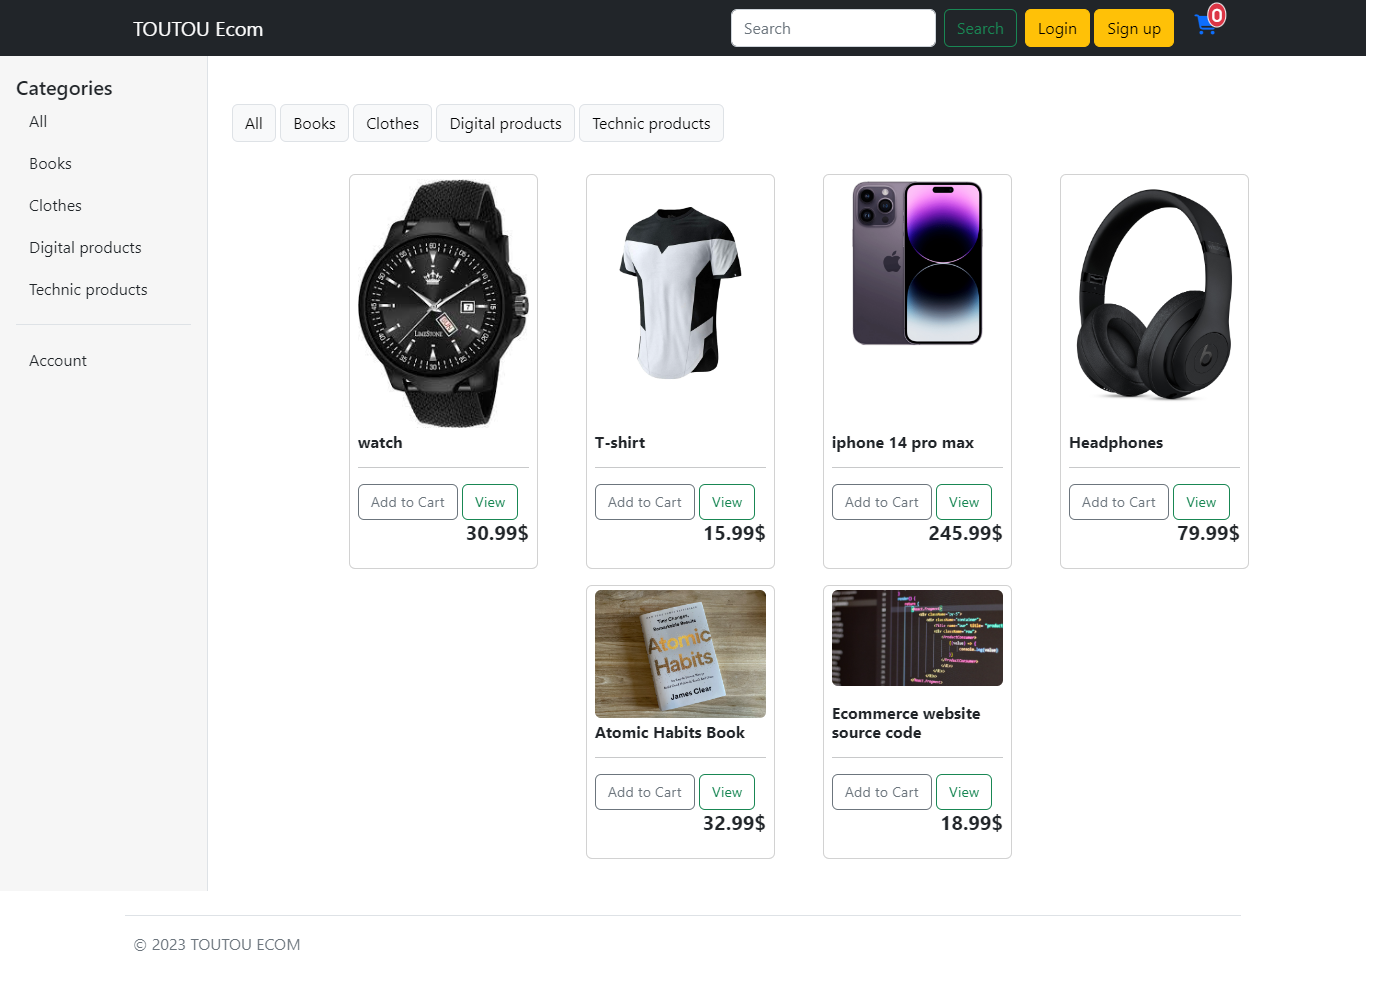 TOUTOU Ecom
Search
Search
Login
Sign up
0
Categories
All
Books
Clothes
Digital products
Technic products
Account
All
Books
Clothes
Digital products
Technic products
LIMESTONE
watch
Add to Cart
View
30.99$
T-shirt
Add to Cart
View
15.99$
iphone 14 pro max
Add to Cart
View
245.99$
Headphones
Add to Cart
View
79.99$
Tiny Changes,
Remarkable Results
Atomic
Habits
James Clear
Atomic Habits Book
Add to Cart
View
32.99$
Ecommerce website
source code
Add to Cart
View
18.99$
© 2023 TOUTOU ECOM